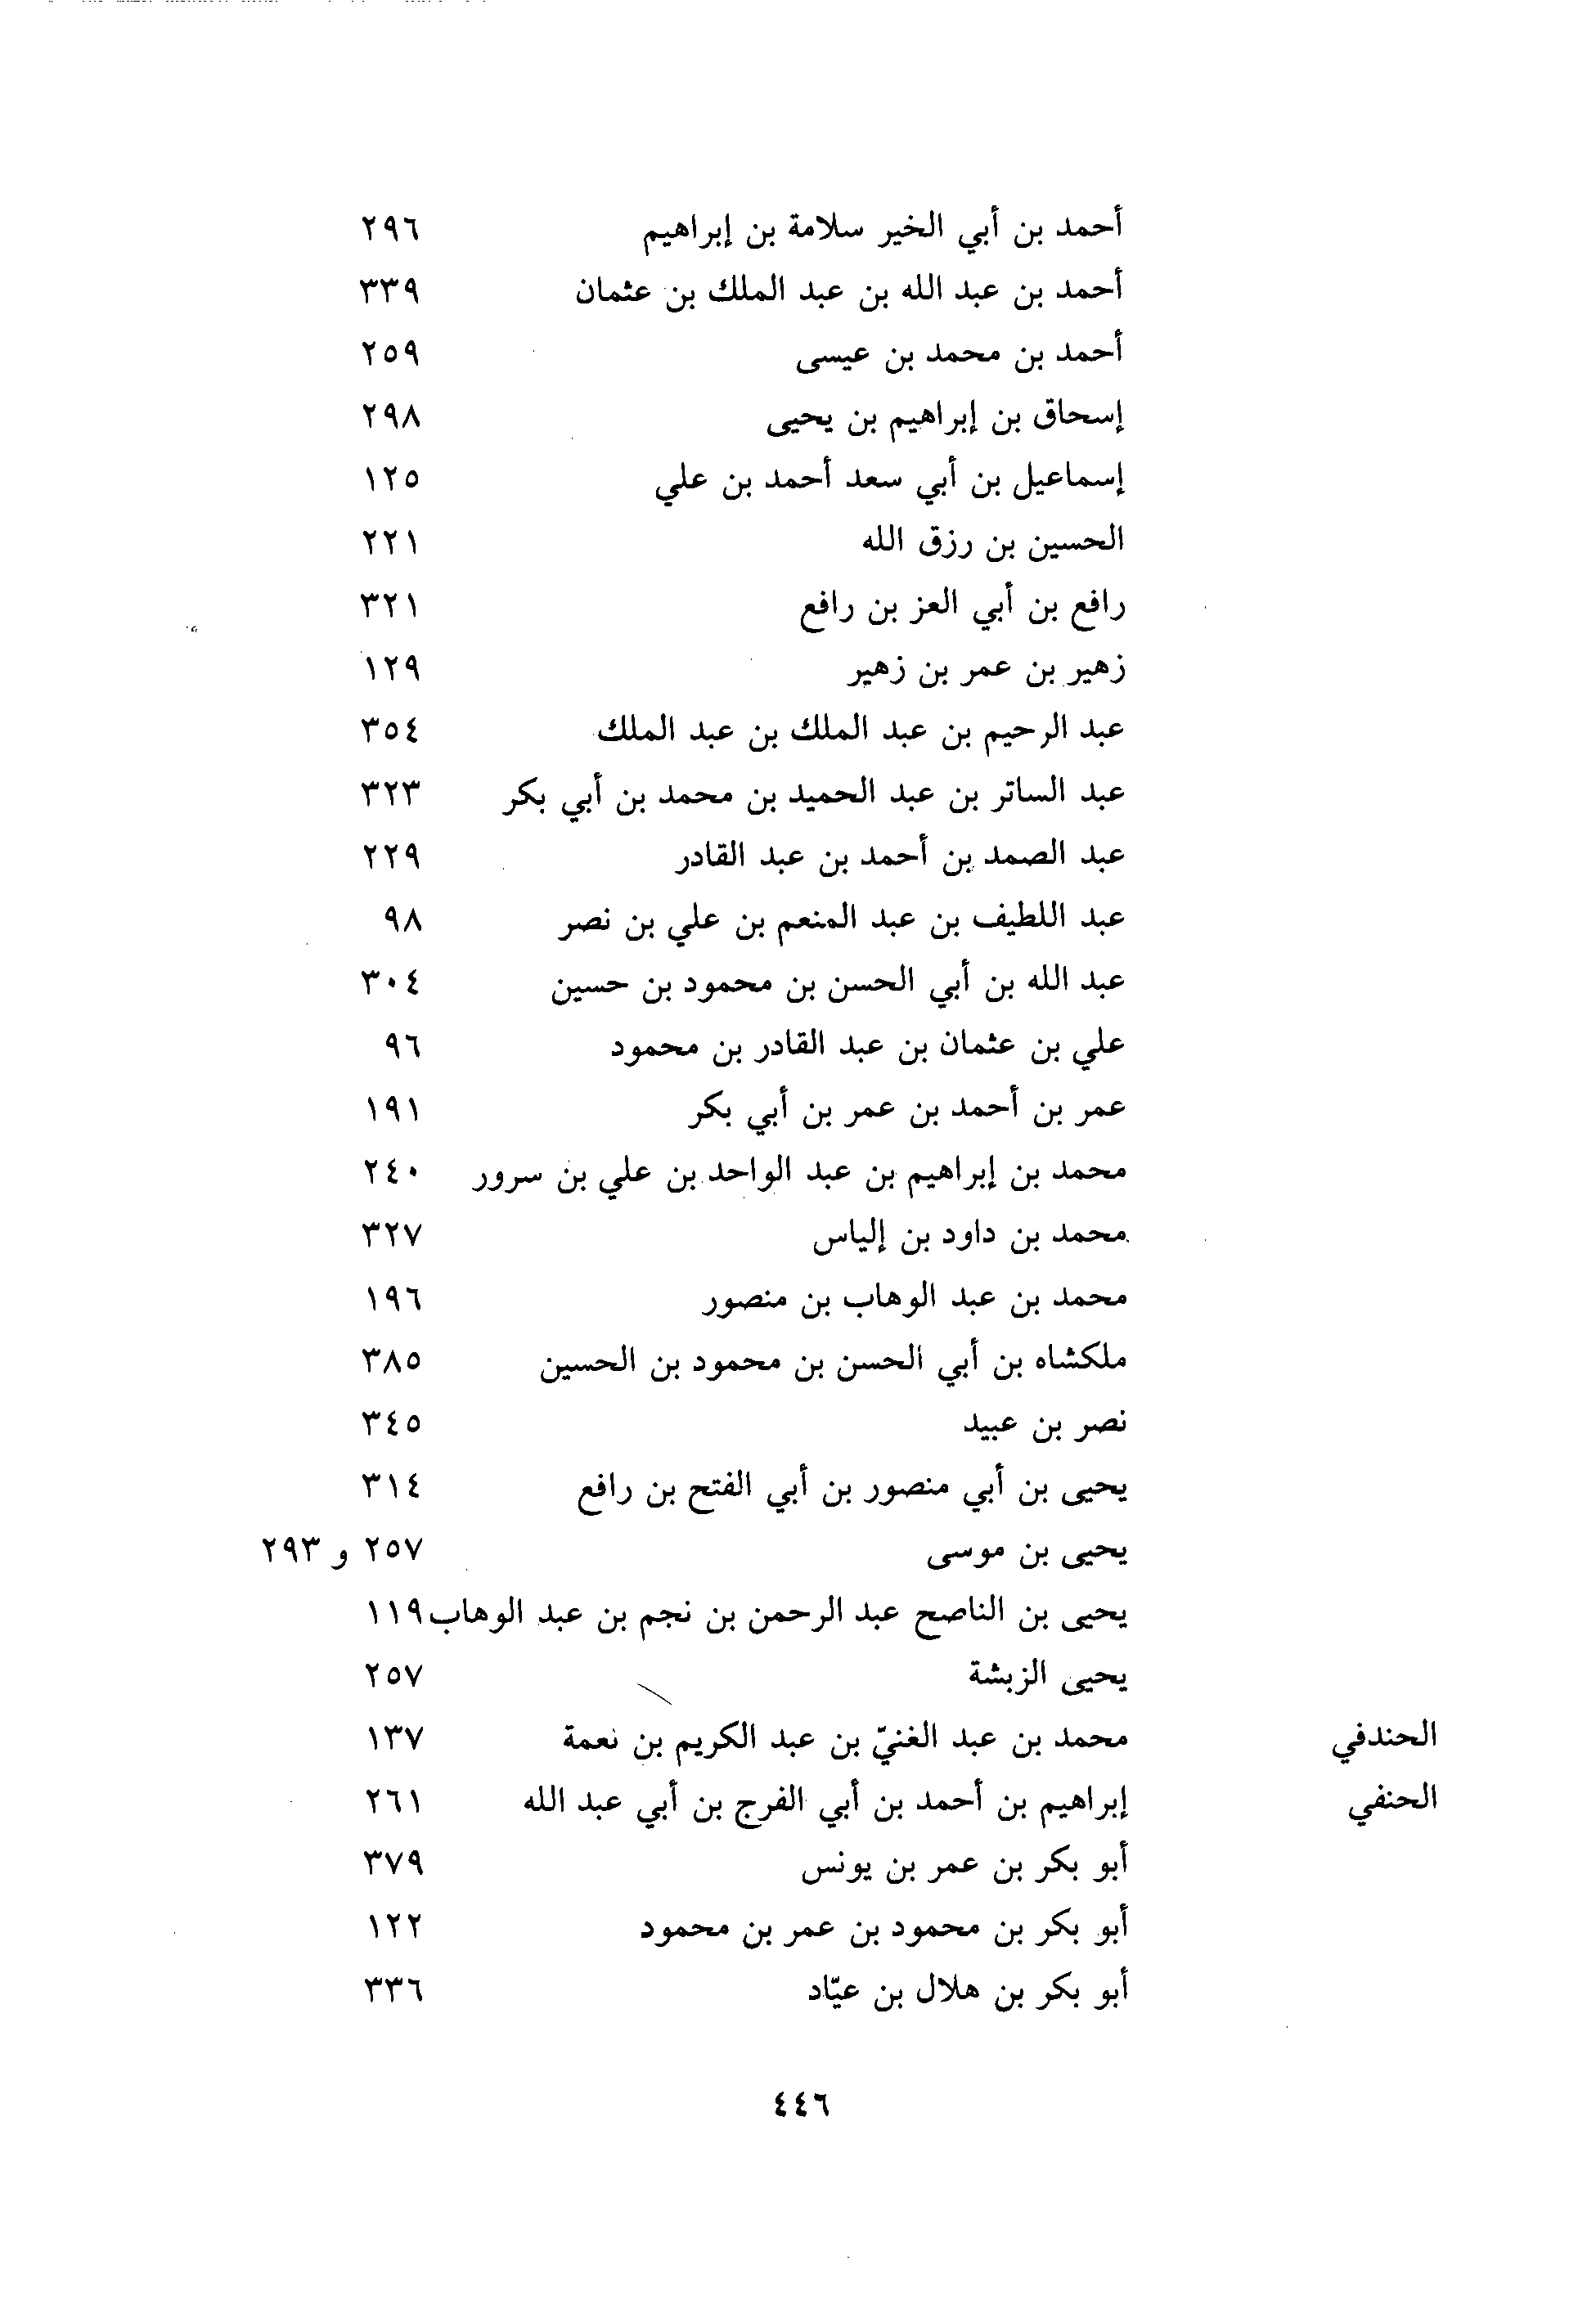 أحمد بن أبي الخير سلامة بن إبراهيم ٢٩٦
أحمد بن عبد الله بن عبد الملك بن عثمان ٣٣٩
أحمد بن محمد بن عيسى ٢٥٩
إسحاق بن إبراهيم بن يحيى ٢٩٨
إسماعيل بن أبي سعد أحمد بن علي ١٢٥
الحسين بن رزق الله ٢٢١
رافع بن أبي العز بن رافع ٣٢١
زهير بن عمر بن زهير ١٢٩
عبد الرحيم بن عبد الملك بن عبد الملك ٣٥٤
عبد الساتر بن عبد الحميد بن محمد بن أبي بكر ٣٢٣
عبد الصمد بن أحمد بن عبد القادر ٢٢٩
عبد اللطيف بن عبد المنعم بن علي بن نصر ٩٨
عبد الله بن أبي الحسن بن محمود بن حسين ٣٠٤
علي بن عثمان بن عبد القادر بن محمود ٩٦
عمر بن أحمد بن عمر بن أبي بكر ١٩١
محمد بن إبراهيم بن عبد الواحد بن علي بن سرور ٢٤٠
محمد بن داود بن إلياس ٣٢٧
محمد بن عبد الوهاب بن منصور ١٩٦
ملكشاه بن أبي الحسن بن محمود بن الحسين ٣٨٥
نصر بن عبيد ٣٤٥
يحيى بن أبي منصور بن أبي الفتح بن رافع ٣١٤
يحيى بن موسى ٢٥٧ و ٢٩٣
يحيى بن الناصح عبد الرحمن بن نجم بن عبد الوهاب ١١٩
يحيى الزبشة ٢٥٧
الحندفي محمد بن عبد الغنيّ بن عبد الكريم بن نعمة ١٣٧
الحنفي إبراهيم بن أحمد بن أبي الفرج بن أبي عبد الله ٢٦١
أبو بكر بن عمر بن يونس ٣٧٩
أبو بكر بن محمود بن عمر بن محمود ١٢٢
أبو بكر بن هلال بن عيّاد ٣٣٦
٤٤٦